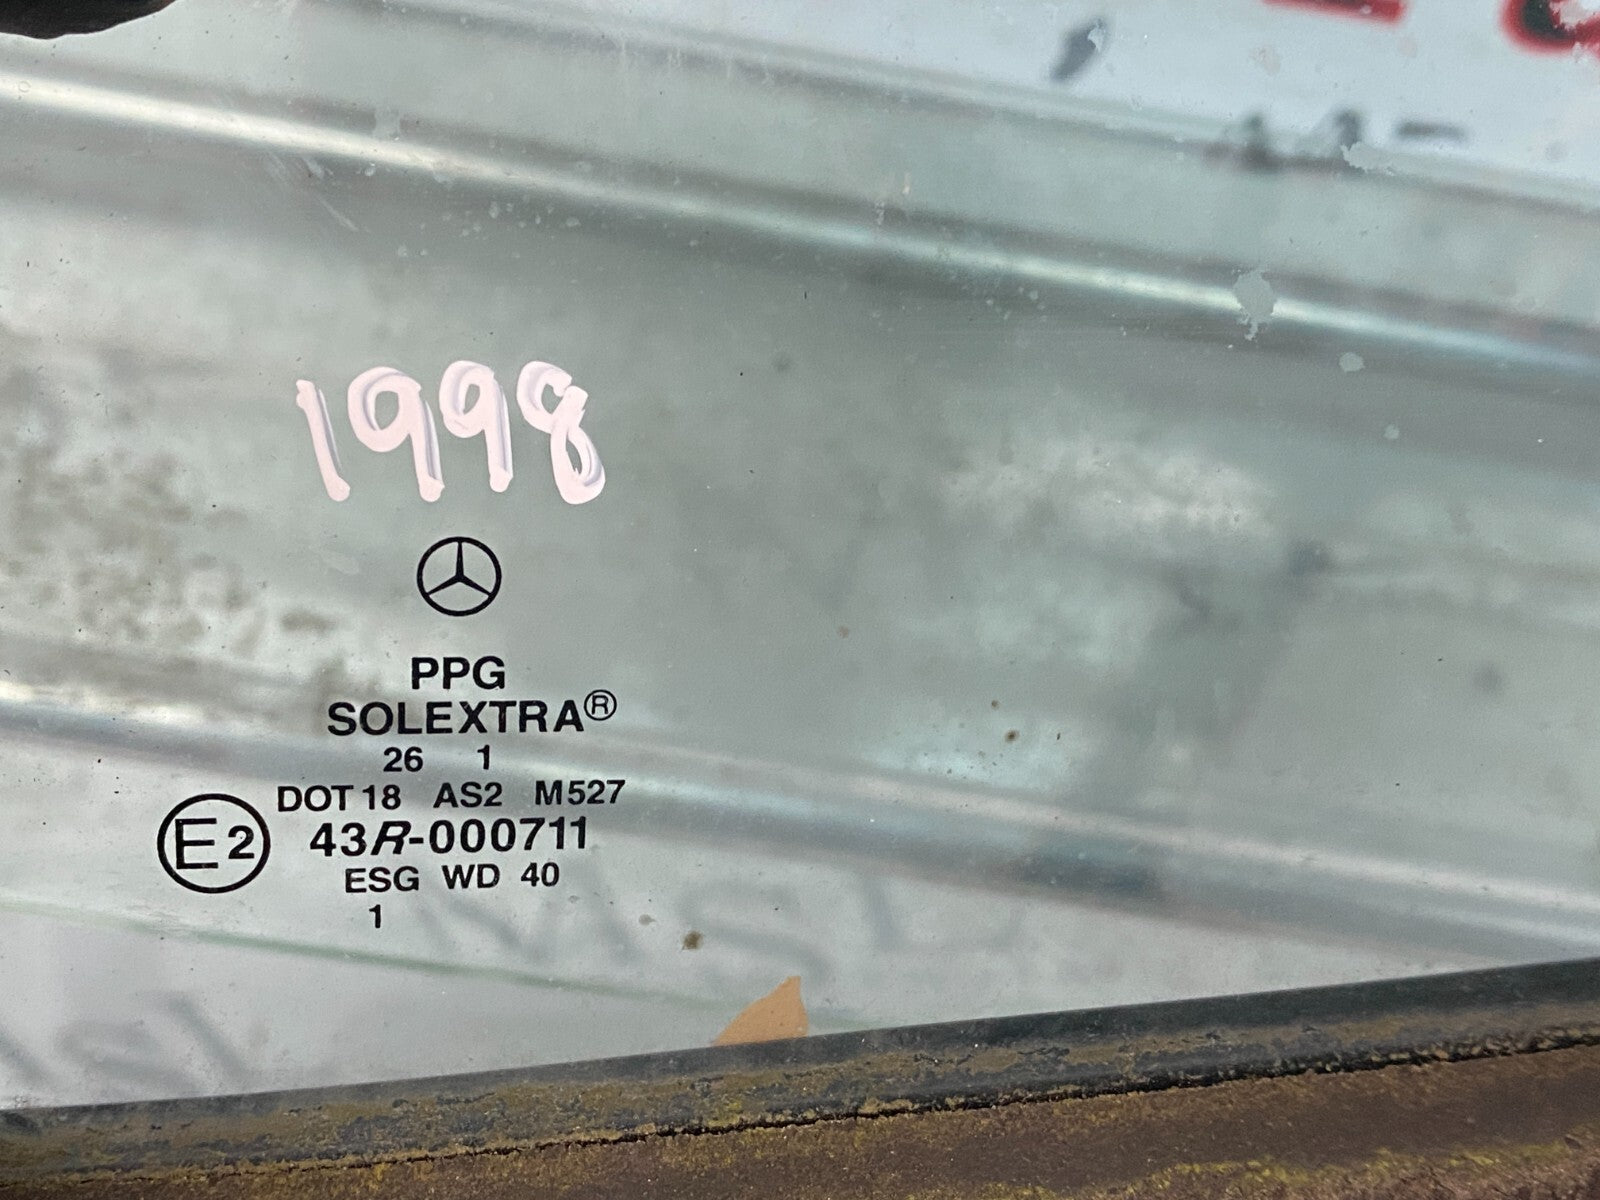 1998
PPG
SOLEXTRA®
26 1
DOT 18 AS2 M527
E2 43R-000711
ESG WD 40
1